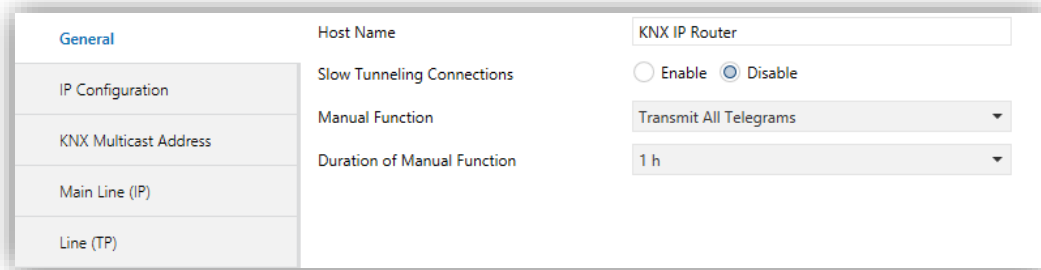 General
IP Configuration
KNX Multicast Address
Main Line (IP)
Line (TP)
Host Name KNX IP Router
Slow Tunneling Connections Enable Disable
Manual Function Transmit All Telegrams
Duration of Manual Function 1 h